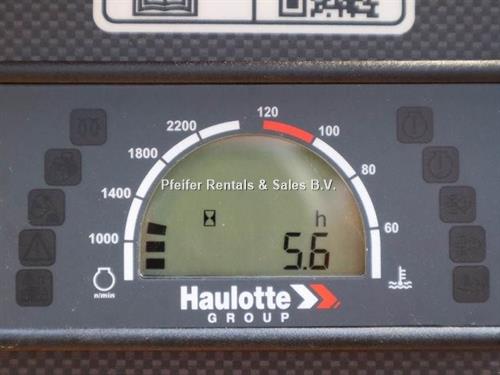 2200
120
1800
100
1400
80
Pfeifer Rentals & Sales B.V.
h
1000
60
5.6
n/min
Haulotte
GROUP